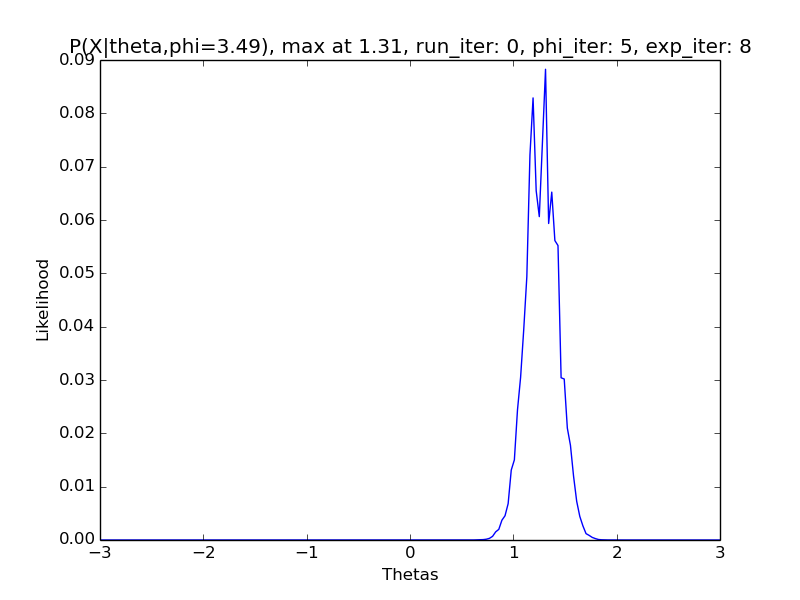 P(X|theta,phi=3.49), max at 1.31, run_iter: 0, phi_iter: 5, exp_iter: 8
0.09
0.08
0.07
0.06
0.05
0.04
0.03
0.02
0.01
0.00
Likelihood
−3 −2 −1 0 1 2 3
Thetas